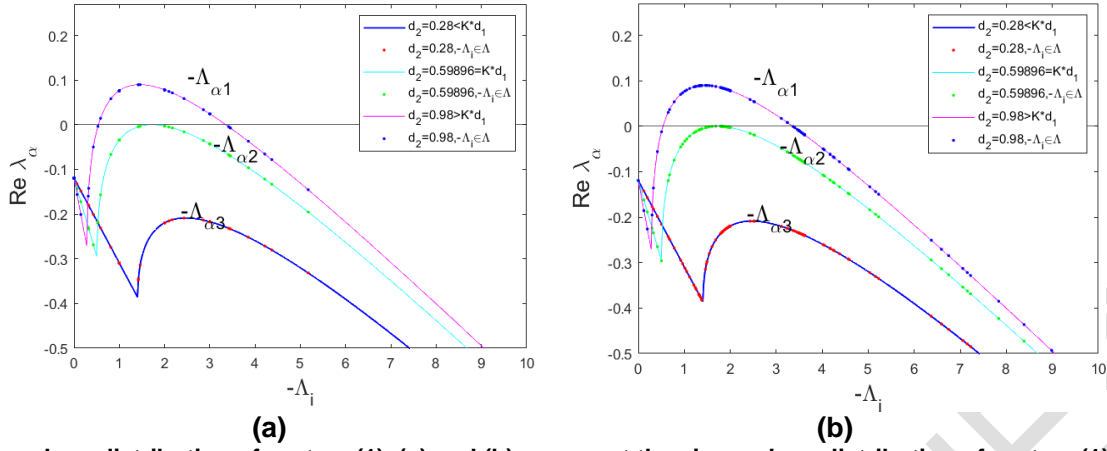 0.2
0.1
0
-0.1
-0.2
-0.3
-0.4
-0.5
Re λα
0 1 2 3 4 5 6 7 8 9 10
-Λi
-Λα1
-Λα2
-Λα3
d2=0.28<K*d1
d2=0.28,-Λi∈Λ
d2=0.59896=K*d1
d2=0.59896,-Λi∈Λ
d2=0.98>K*d1
d2=0.98,-Λi∈Λ
(a)
0.2
0.1
0
-0.1
-0.2
-0.3
-0.4
-0.5
Re λα
0 1 2 3 4 5 6 7 8 9 10
-Λi
-Λα1
-Λα2
-Λα3
d2=0.28<K*d1
d2=0.28,-Λi∈Λ
d2=0.59896=K*d1
d2=0.59896,-Λi∈Λ
d2=0.98>K*d1
d2=0.98,-Λi∈Λ
(b)